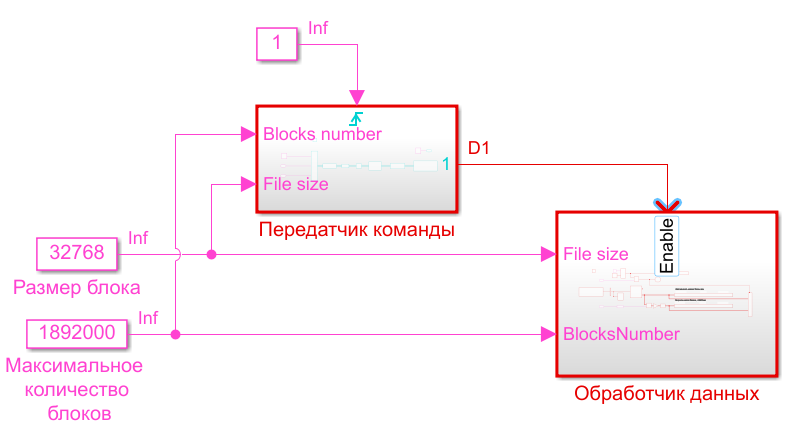 Inf
1
Blocks number
D1
1
File size
Передатчик команды
Enable
Inf
32768
File size
Размер блока
Inf
1892000
BlocksNumber
Максимальное
количество
блоков
Обработчик данных